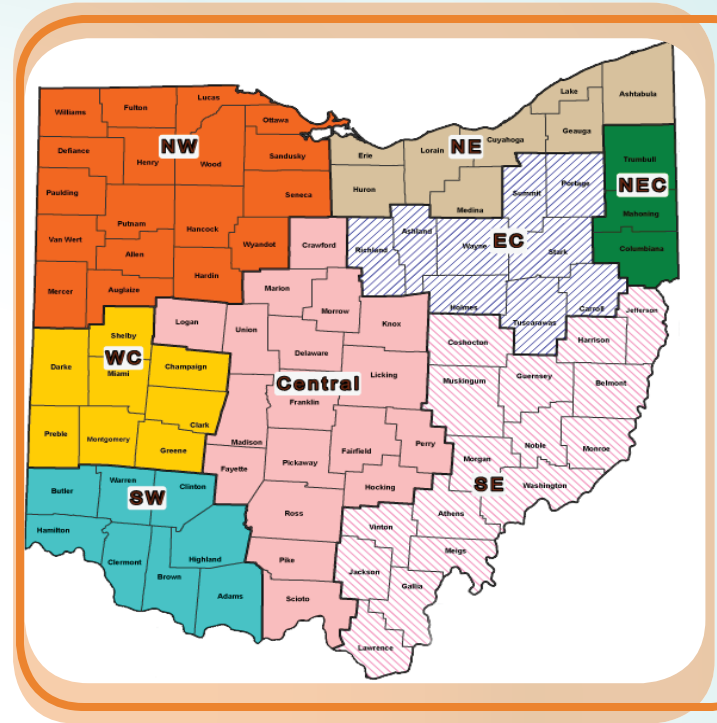 Lake
Ashtabula
Lucas
Fulton
Williams
Ottawa
Geauga
Cuyahoga
NW
NE
Defiance
Henry
Wood
Sandusky
Erie
Lorain
Trumbull
Paulding
Seneca
Huron
Summit
Portage
NEC
Medina
Mahoning
Putnam
Hancock
Van Wert
Wyandot
Crawford
Richland
Ashland
Wayne
EC
Stark
Columbiana
Allen
Hardin
Mercer
Auglaize
Marion
Morrow
Holmes
Carroll
Tuscarawas
Jefferson
Logan
Union
Knox
Shelby
Coshocton
Harrison
WC
Delaware
Darke
Miami
Champaign
Licking
Central
Muskingum
Guernsey
Belmont
Franklin
Clark
Preble
Montgomery
Greene
Madison
Fairfield
Perry
Noble
Monroe
Morgan
Fayette
Pickaway
Hocking
SE
Washington
Butler
Warren
Clinton
SW
Ross
Athens
Vinton
Hamilton
Meigs
Highland
Clermont
Pike
Brown
Jackson
Gallia
Adams
Scioto
Lawrence